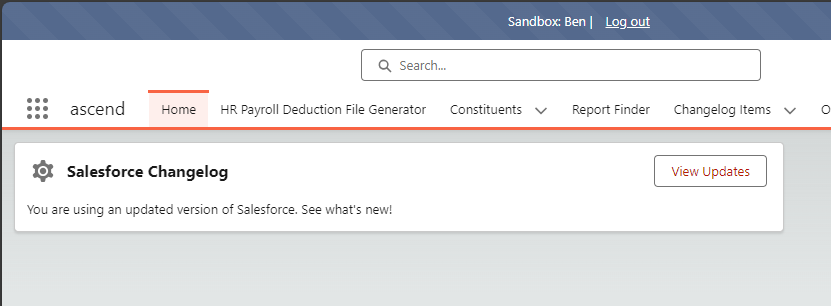 Sandbox: Ben | Log out
Search...
ascend Home HR Payroll Deduction File Generator Constituents Report Finder Changelog Items O
Salesforce Changelog View Updates
You are using an updated version of Salesforce. See what's new!